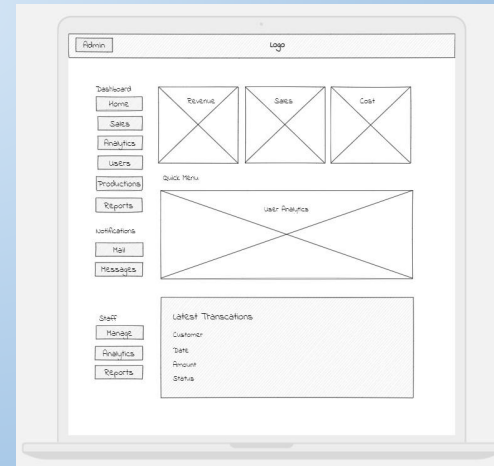 Admin
Logo
Dashboard
Home
Sales
Analytics
Users
Productions
Reports
Notifications
Mail
Messages
Staff
Manage
Analytics
Reports
Revenue
Sales
Cost
Quick Menu
User Analytics
Latest Transcations
Customer
Date
Amount
Status